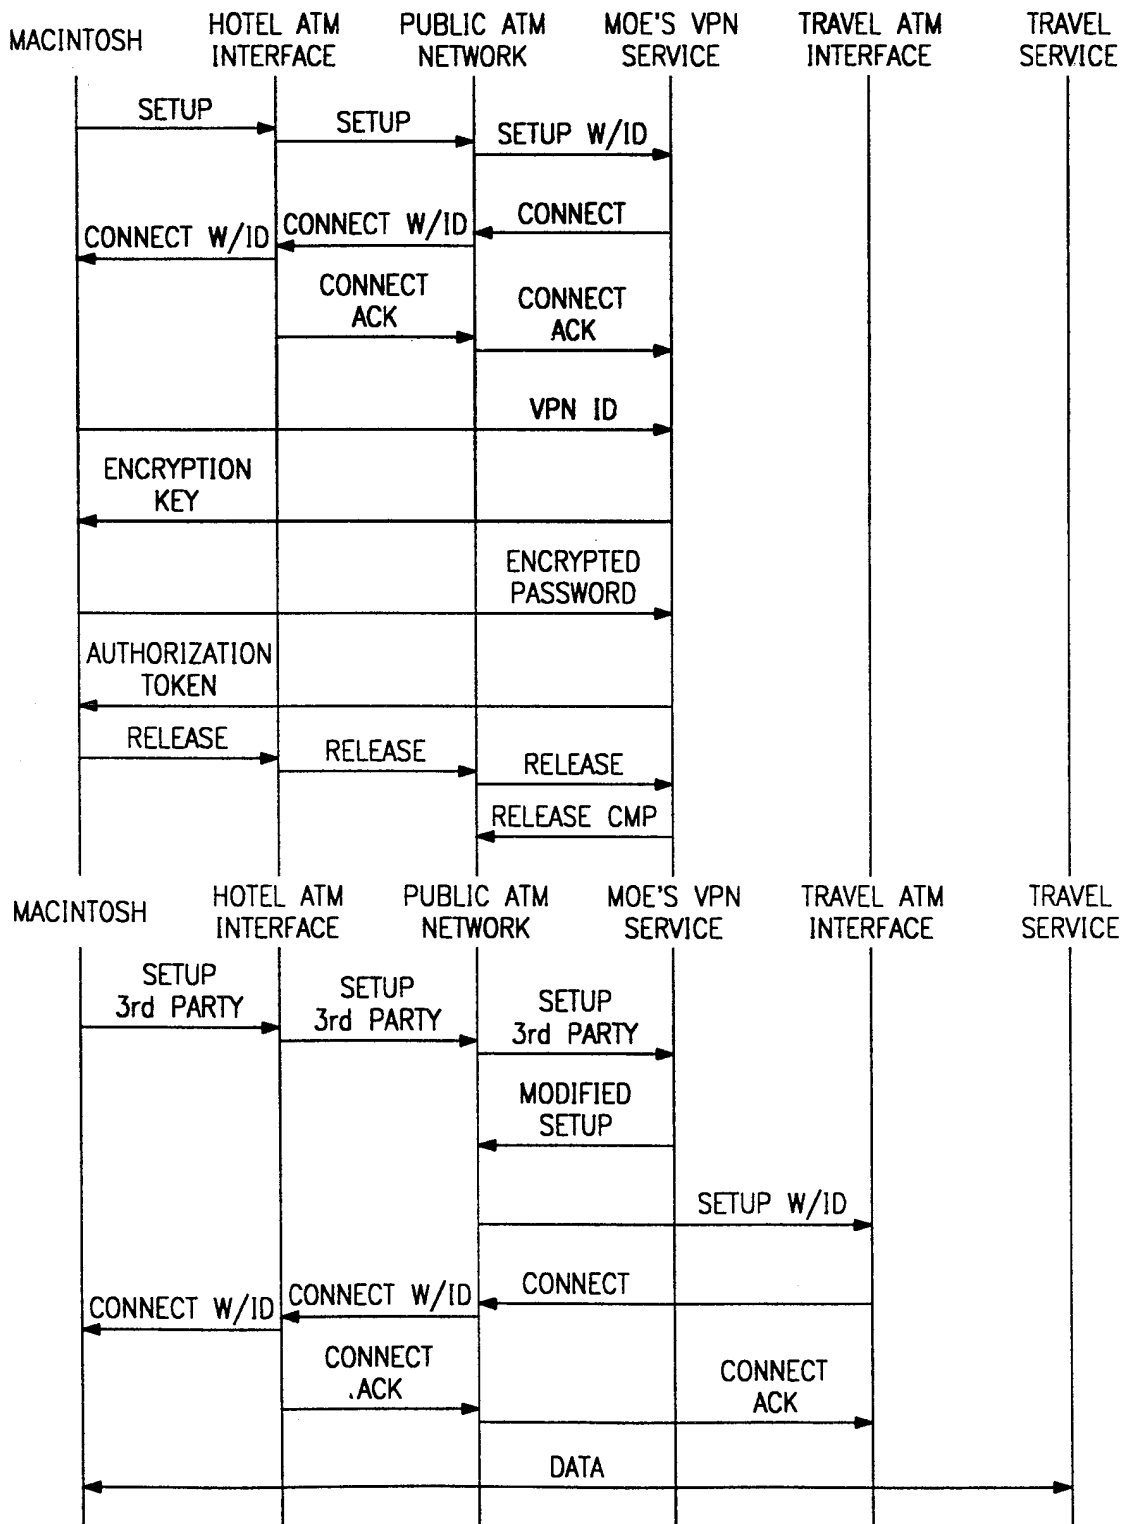 MACINTOSH
HOTEL ATM
INTERFACE
PUBLIC ATM
NETWORK
MOE'S VPN
SERVICE
TRAVEL ATM
INTERFACE
TRAVEL
SERVICE
SETUP
SETUP
SETUP W/ID
CONNECT
CONNECT W/ID
CONNECT W/ID
CONNECT
ACK
CONNECT
ACK
VPN ID
ENCRYPTION
KEY
ENCRYPTED
PASSWORD
AUTHORIZATION
TOKEN
RELEASE
RELEASE
RELEASE
RELEASE CMP
MACINTOSH
HOTEL ATM
INTERFACE
PUBLIC ATM
NETWORK
MOE'S VPN
SERVICE
TRAVEL ATM
INTERFACE
TRAVEL
SERVICE
SETUP
3rd PARTY
SETUP
3rd PARTY
SETUP
3rd PARTY
MODIFIED
SETUP
SETUP W/ID
CONNECT
CONNECT W/ID
CONNECT W/ID
CONNECT
ACK
CONNECT
ACK
DATA